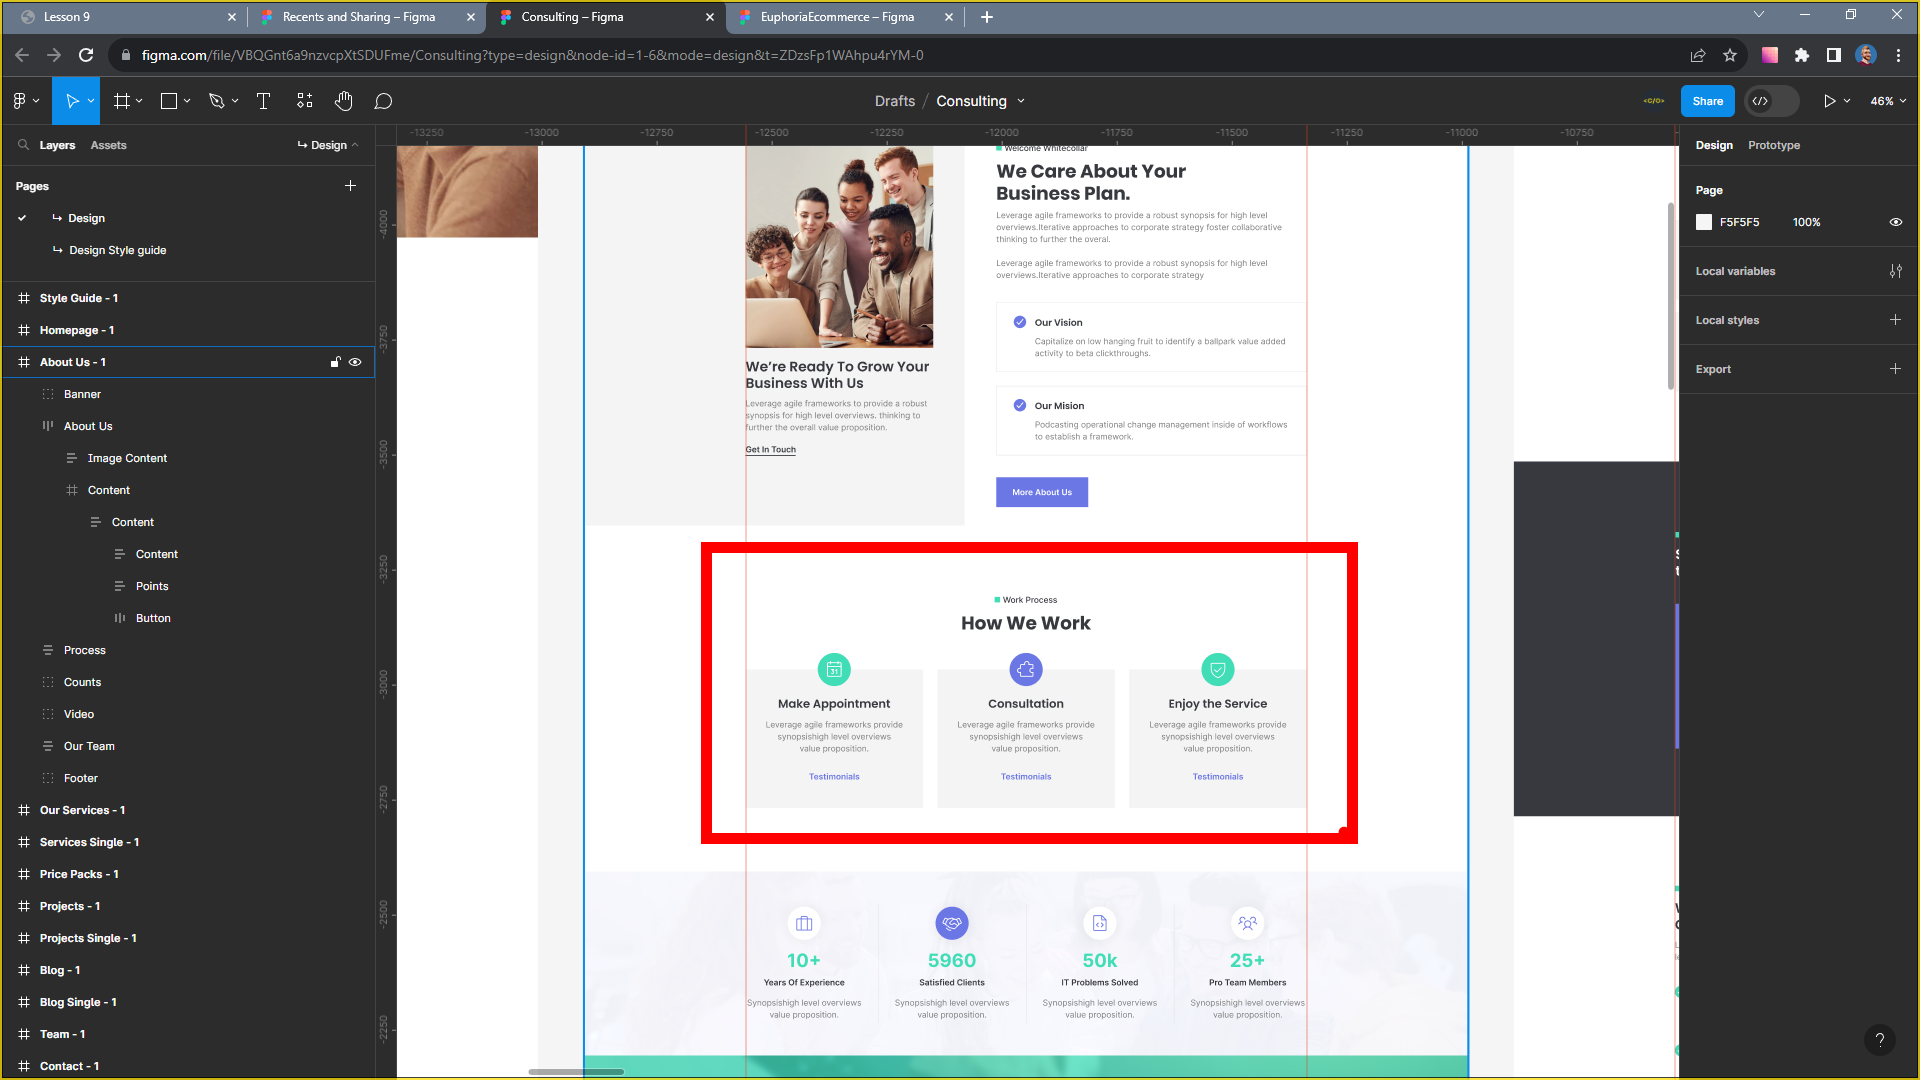 Lesson 9
Recents and Sharing – Figma
Consulting – Figma
EuphoriaEcommerce – Figma
figma.com/file/VBQGnt6a9nzvcpXtSDUFme/Consulting?type=design&node-id=1-6&mode=design&t=ZDzsFp1WAhpu4rYM-0
Drafts / Consulting
<G/O>
Share
</>
46%
Layers
Assets
Design
Pages
Design
Design Style guide
Style Guide - 1
Homepage - 1
About Us - 1
Banner
About Us
Image Content
Content
Content
Content
Points
Button
Process
Counts
Video
Our Team
Footer
Our Services - 1
Services Single - 1
Price Packs - 1
Projects - 1
Projects Single - 1
Blog - 1
Blog Single - 1
Team - 1
Contact - 1
-13250 -13000 -12750 -12500 -12250 -12000 -11750 -11500 -11250 -11000 -10750
-4000
-3750
-3500
-3250
-3000
-2750
-2500
-2250
We're Ready To Grow Your
Business With Us
Leverage agile frameworks to provide a robust
synopsis for high level overviews. thinking to
further the overall value proposition.
Get In Touch
Welcome Whitecollar
We Care About Your
Business Plan.
Leverage agile frameworks to provide a robust synopsis for high level
overviews.Iterative approaches to corporate strategy foster collaborative
thinking to further the overal.
Leverage agile frameworks to provide a robust synopsis for high level
overviews.Iterative approaches to corporate strategy
Our Vision
Capitalize on low hanging fruit to identify a ballpark value added
activity to beta clickthroughs.
Our Mision
Podcasting operational change management inside of workflows
to establish a framework.
More About Us
Work Process
How We Work
31
Make Appointment
Leverage agile frameworks provide
synopsishigh level overviews
value proposition.
Testimonials
Consultation
Leverage agile frameworks provide
synopsishigh level overviews
value proposition.
Testimonials
Enjoy the Service
Leverage agile frameworks provide
synopsishigh level overviews
value proposition.
Testimonials
10+
Years Of Experience
Synopsishigh level overviews
value proposition.
5960
Satisfied Clients
Synopsishigh level overviews
value proposition.
50k
IT Problems Solved
Synopsishigh level overviews
value proposition.
25+
Pro Team Members
Synopsishigh level overviews
value proposition.
Design
Prototype
Page
F5F5F5
100%
Local variables
Local styles
Export
?